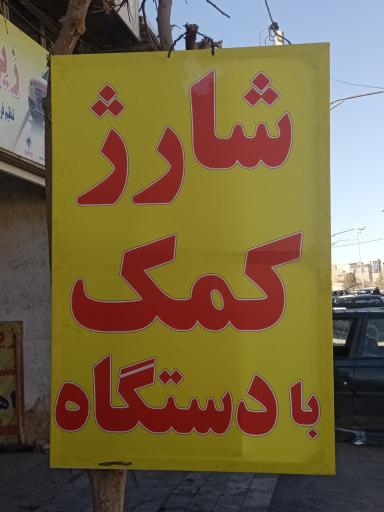 شارژ
کمک
با دستگاه